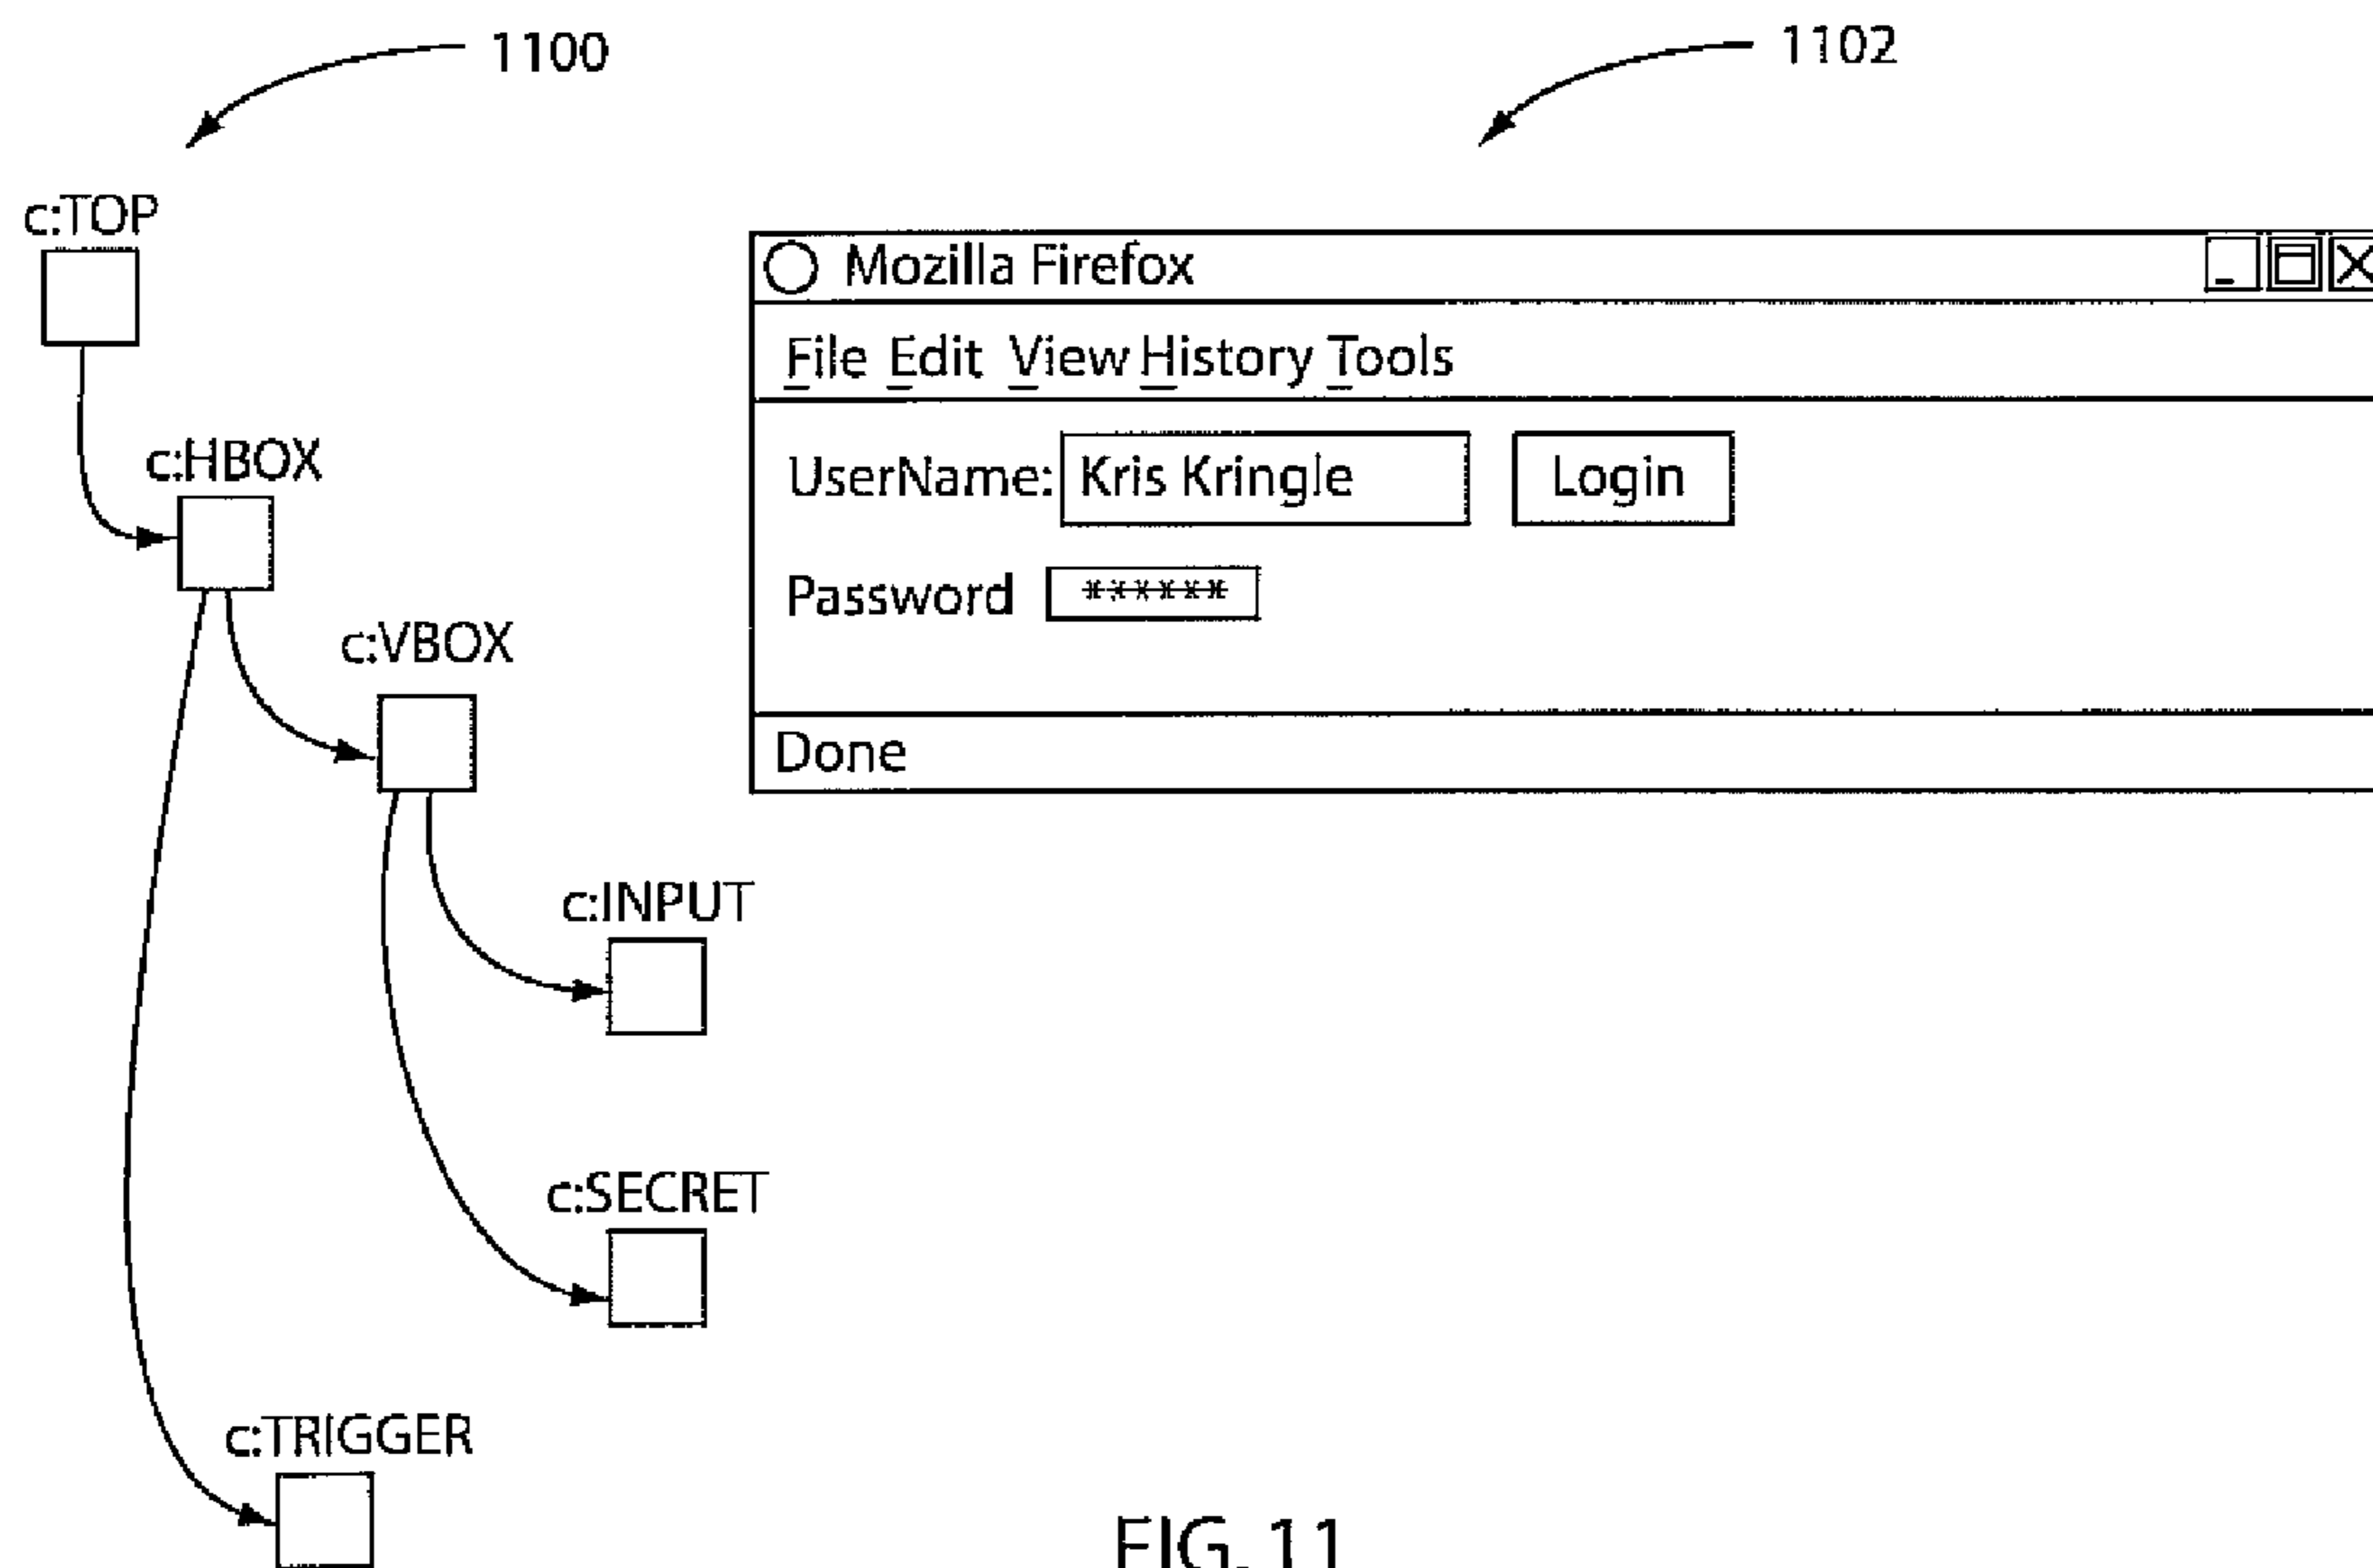 1100
1102
c:TOP
Mozilla Firefox
File Edit View History Tools
c:HBOX
UserName: Kris Kringle Login
Password ******
c:VBOX
Done
c:INPUT
c:SECRET
c:TRIGGER
FIG. 11